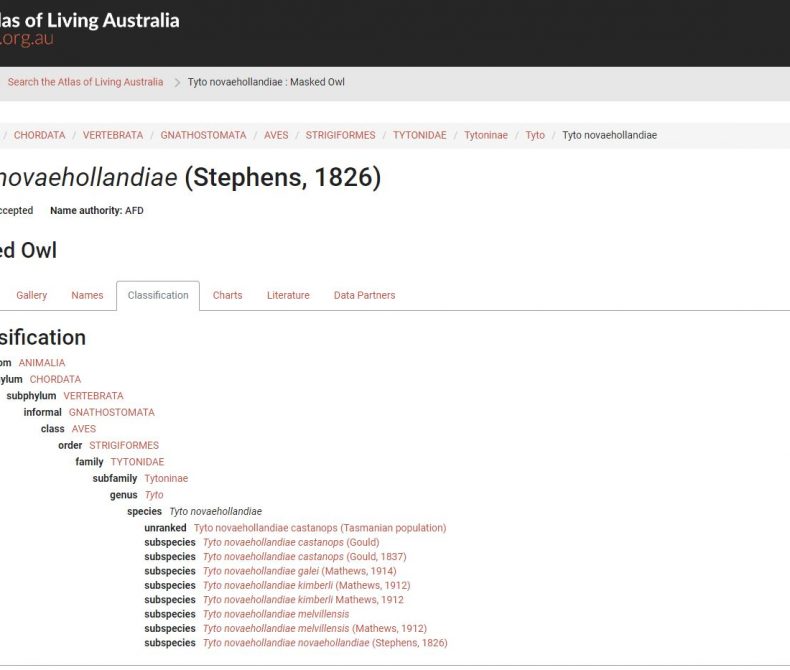 las of Living Australia
.org.au
Search the Atlas of Living Australia > Tyto novaehollandiae : Masked Owl
/ CHORDATA / VERTEBRATA / GNATHOSTOMATA / AVES / STRIGIFORMES / TYTONIDAE / Tytoninae / Tyto / Tyto novaehollandiae
novaehollandiae (Stephens, 1826)
ccepted Name authority: AFD
ed Owl
Gallery Names Classification Charts Literature Data Partners
sification
om ANIMALIA
ylum CHORDATA
subphylum VERTEBRATA
informal GNATHOSTOMATA
class AVES
order STRIGIFORMES
family TYTONIDAE
subfamily Tytoninae
genus Tyto
species Tyto novaehollandiae
unranked Tyto novaehollandiae castanops (Tasmanian population)
subspecies Tyto novaehollandiae castanops (Gould)
subspecies Tyto novaehollandiae castanops (Gould, 1837)
subspecies Tyto novaehollandiae galei (Mathews, 1914)
subspecies Tyto novaehollandiae kimberli (Mathews, 1912)
subspecies Tyto novaehollandiae kimberli Mathews, 1912
subspecies Tyto novaehollandiae melvillensis
subspecies Tyto novaehollandiae melvillensis (Mathews, 1912)
subspecies Tyto novaehollandiae novaehollandiae (Stephens, 1826)